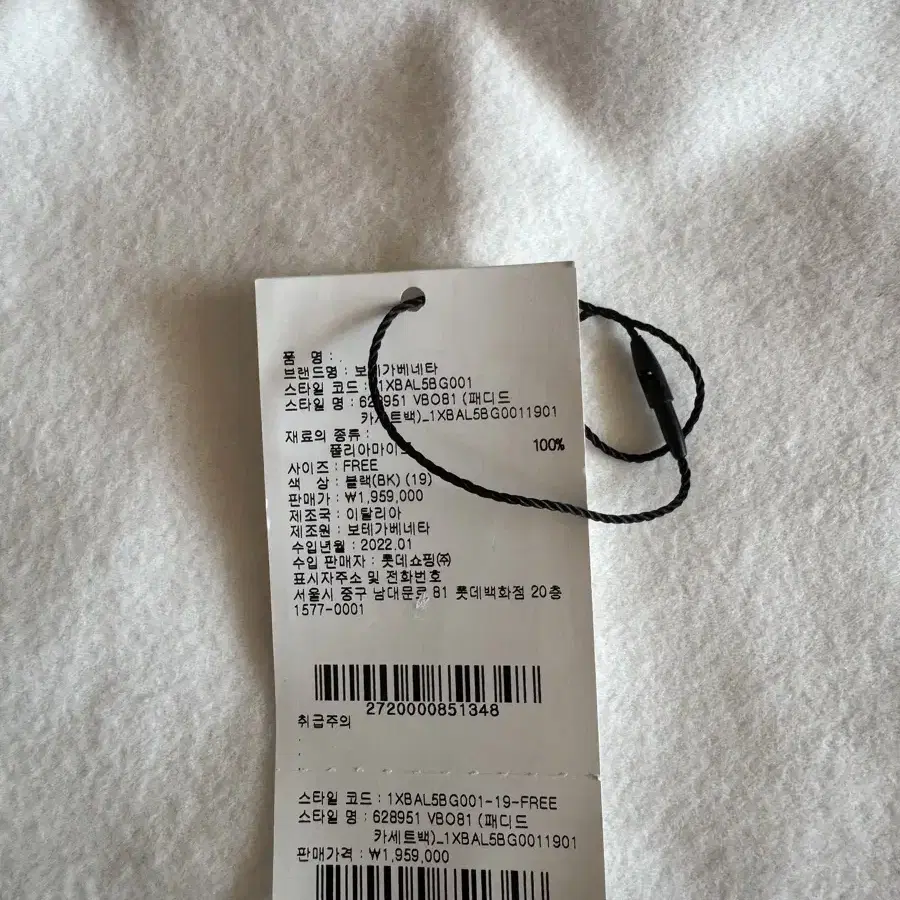 품 명 :
브랜드명 : 보테가베네타
스타일 코드 : 1XBAL5BG001
스타일 명 : 628951 VBO81 (패디드
카세트백)_1XBAL5BG0011901
재료의 종류 :
폴리아마이드 100%
사이즈 : FREE
색 상 : 블랙(BK) (19)
판매가 : ₩1,959,000
제조국 : 이탈리아
제조원 : 보테가베네타
수입년월 : 2022.01
수입 판매자 : 롯데쇼핑㈜
표시자주소 및 전화번호
서울시 중구 남대문로 81 롯데백화점 20층
1577-0001
2720000851348
취급주의
스타일 코드 : 1XBAL5BG001-19-FREE
스타일 명 : 628951 VBO81 (패디드
카세트백)_1XBAL5BG0011901
판매가격 : ₩1,959,000